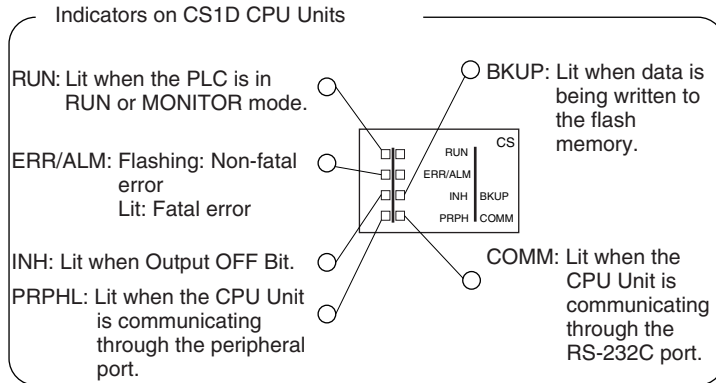 Indicators on CS1D CPU Units
RUN: Lit when the PLC is in
RUN or MONITOR mode.
ERR/ALM: Flashing: Non-fatal
error
Lit: Fatal error
INH: Lit when Output OFF Bit.
PRPHL: Lit when the CPU Unit
is communicating
through the peripheral
port.
BKUP: Lit when data is
being written to
the flash
memory.
CS
RUN
ERR/ALM
INH BKUP
PRPH COMM
COMM: Lit when the
CPU Unit is
communicating
through the
RS-232C port.